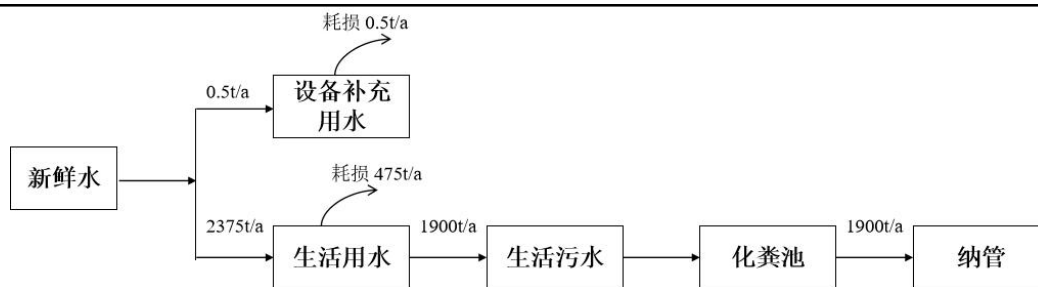 耗损 0.5t/a
0.5t/a
设备补充
用水
新鲜水
耗损 475t/a
2375t/a
生活用水
1900t/a
生活污水
化粪池
1900t/a
纳管